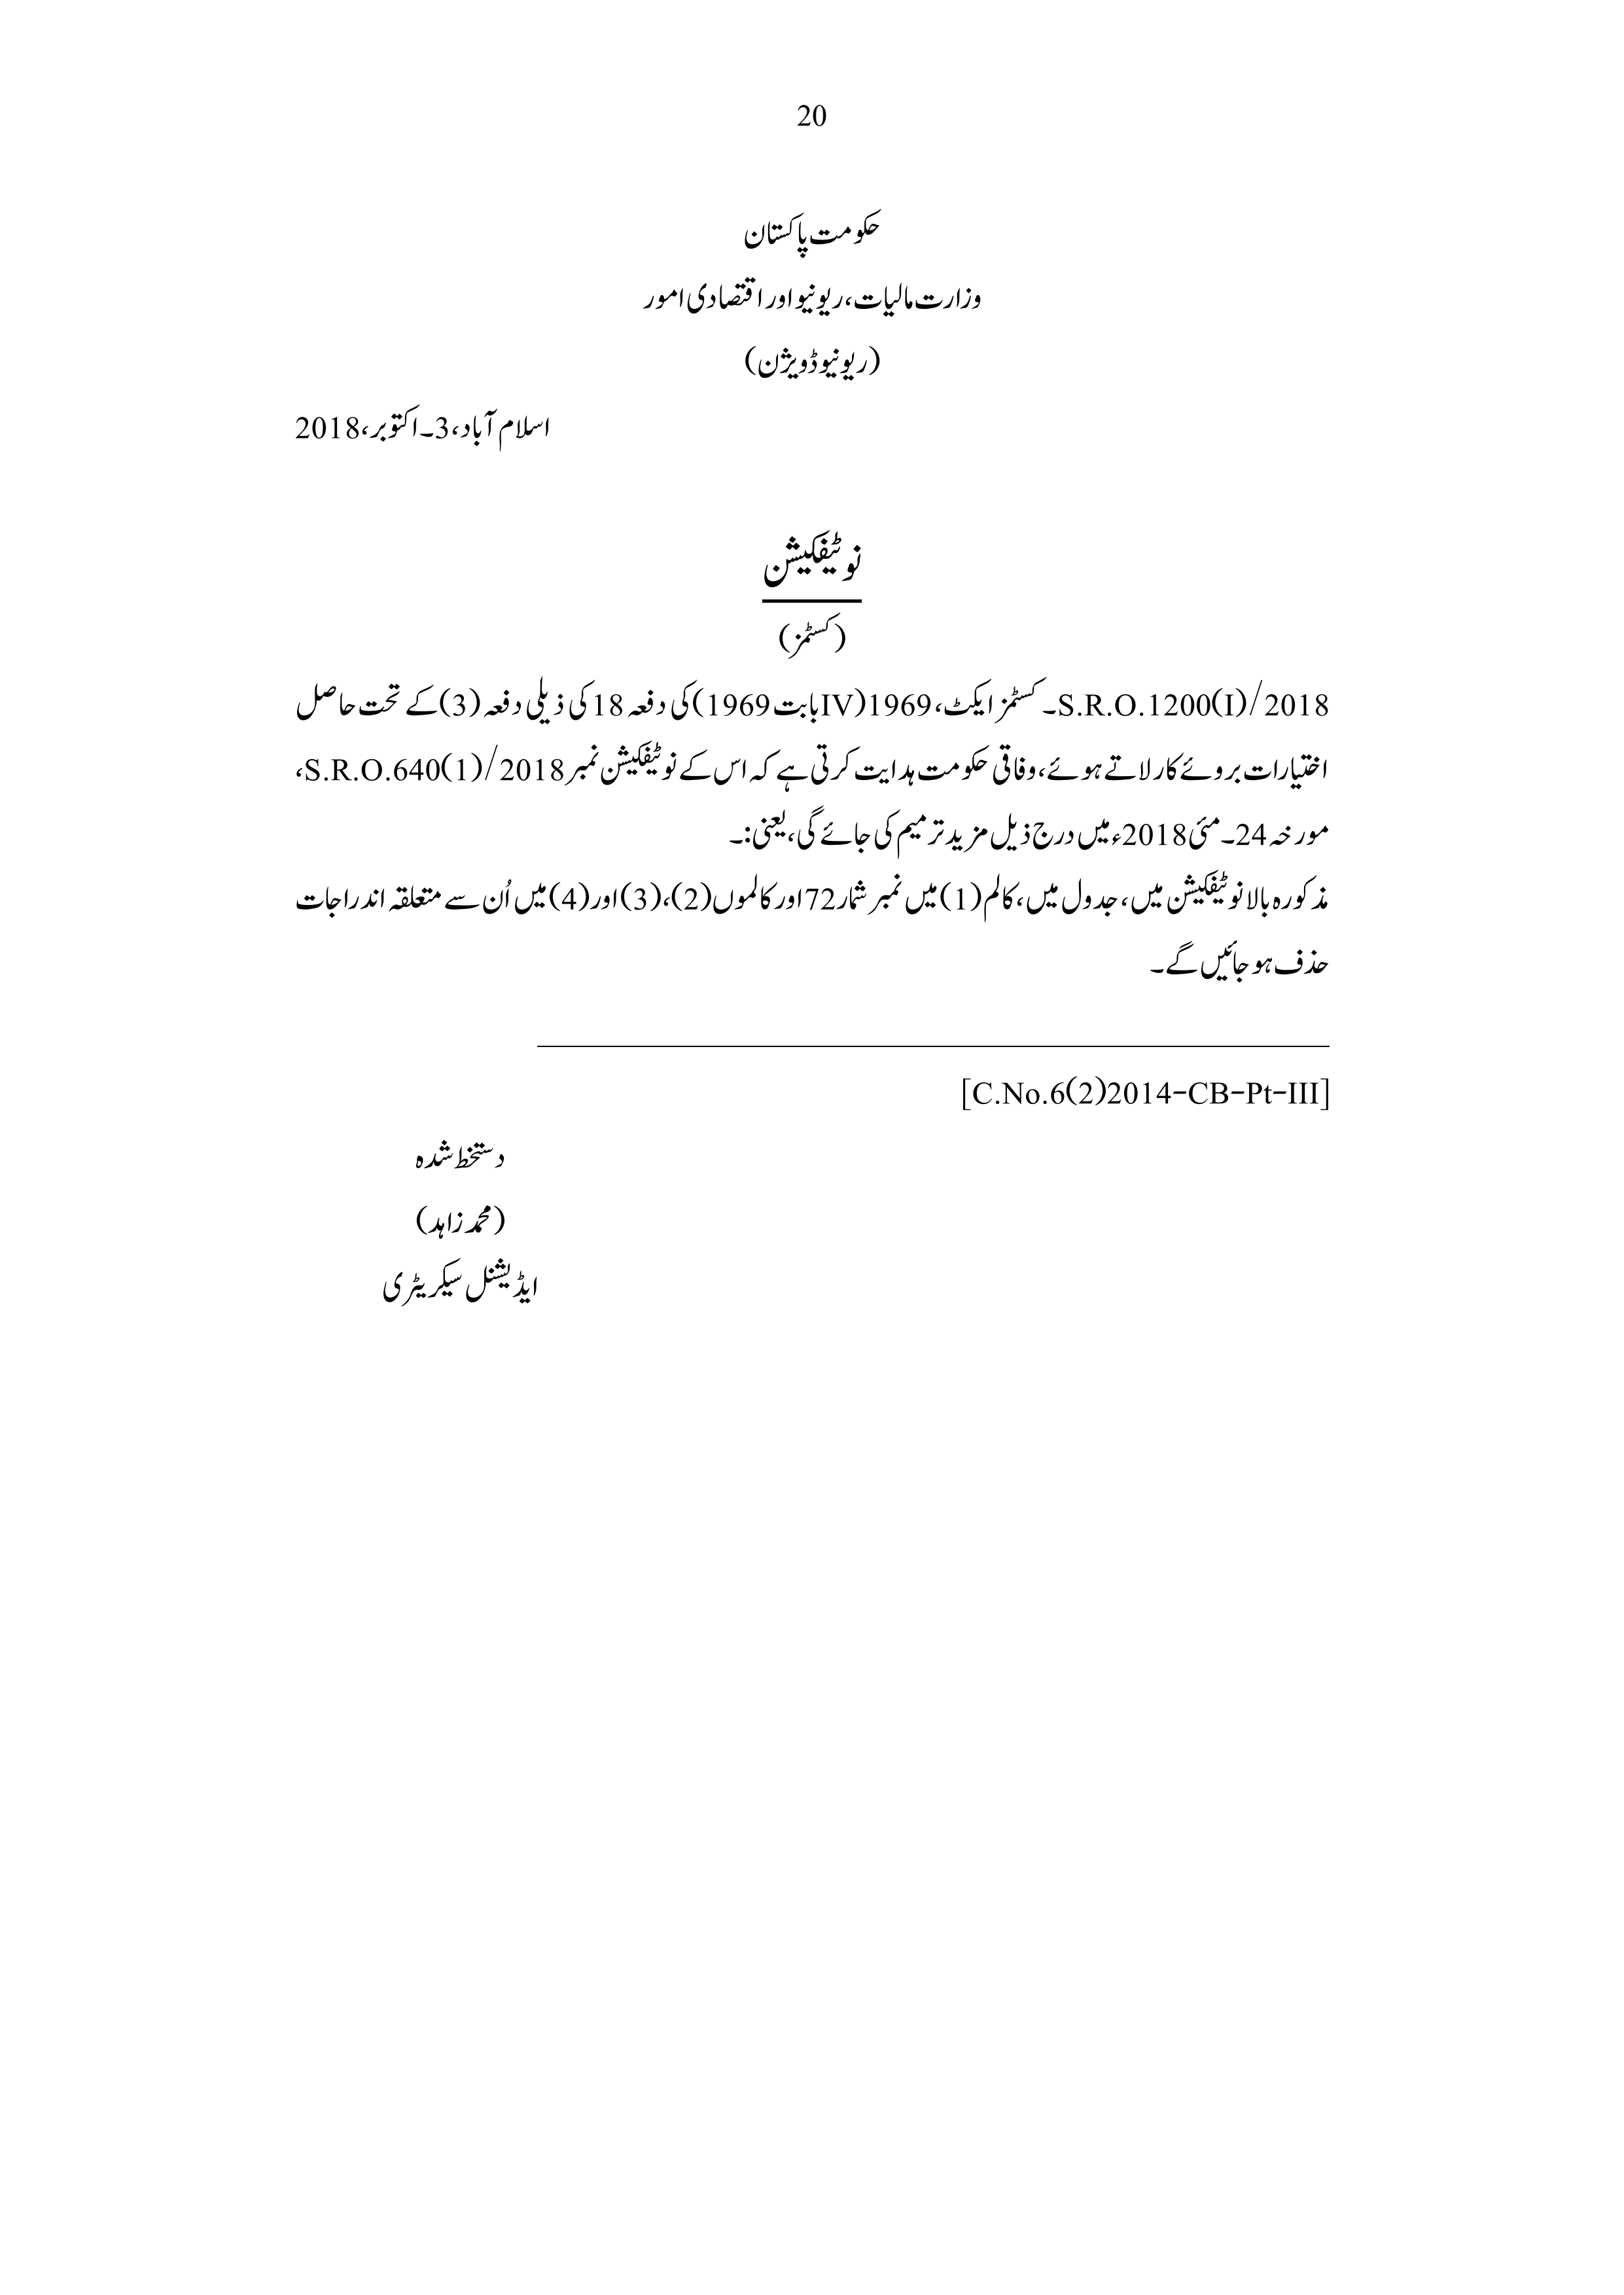 20
حکومت پاکستان
وزارت مالیات، ریونیو اور اقتصادی امور
(ریونیو ڈویژن)
اسلام آباد، 3۔اکتوبر، 2018
نوٹیفکیشن
(کسٹمز)
S.R.O.1200(I)/2018۔ کسٹمز ایکٹ، 1969(IVبابت 1969) کی دفعہ 18 کی ذیلی دفعہ (3) کے تحت حاصل
اختیارات بروئے کار لاتے ہوئے، وفاقی حکومت ہدایت کرتی ہے کہ اس کے نوٹیفکیشن نمبر S.R.O.640(1)/2018،
مورخہ 24۔مئی 2018ء میں درج ذیل مزید ترمیم کی جائے گی، یعنی:۔
مذکورہ بالا نوٹیفکیشن میں، جدول میں، کالم (1) میں نمبر شمار 72 اور کالموں (2)، (3) اور (4) میں اُن سے متعلقہ اندراجات
حذف ہو جائیں گے۔
[C.No.6(2)2014-CB-Pt-III]
دستخط شدہ
(محمد زاہد)
ایڈیشنل سیکریٹری